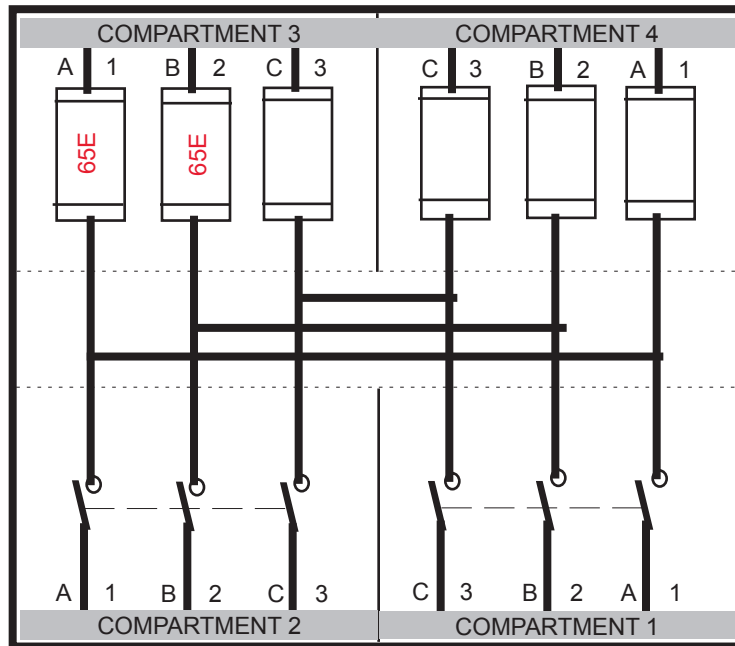 COMPARTMENT 3
COMPARTMENT 4
A 1 B 2 C 3
C 3 B 2 A 1
65E
65E
A 1 B 2 C 3
C 3 B 2 A 1
COMPARTMENT 2
COMPARTMENT 1